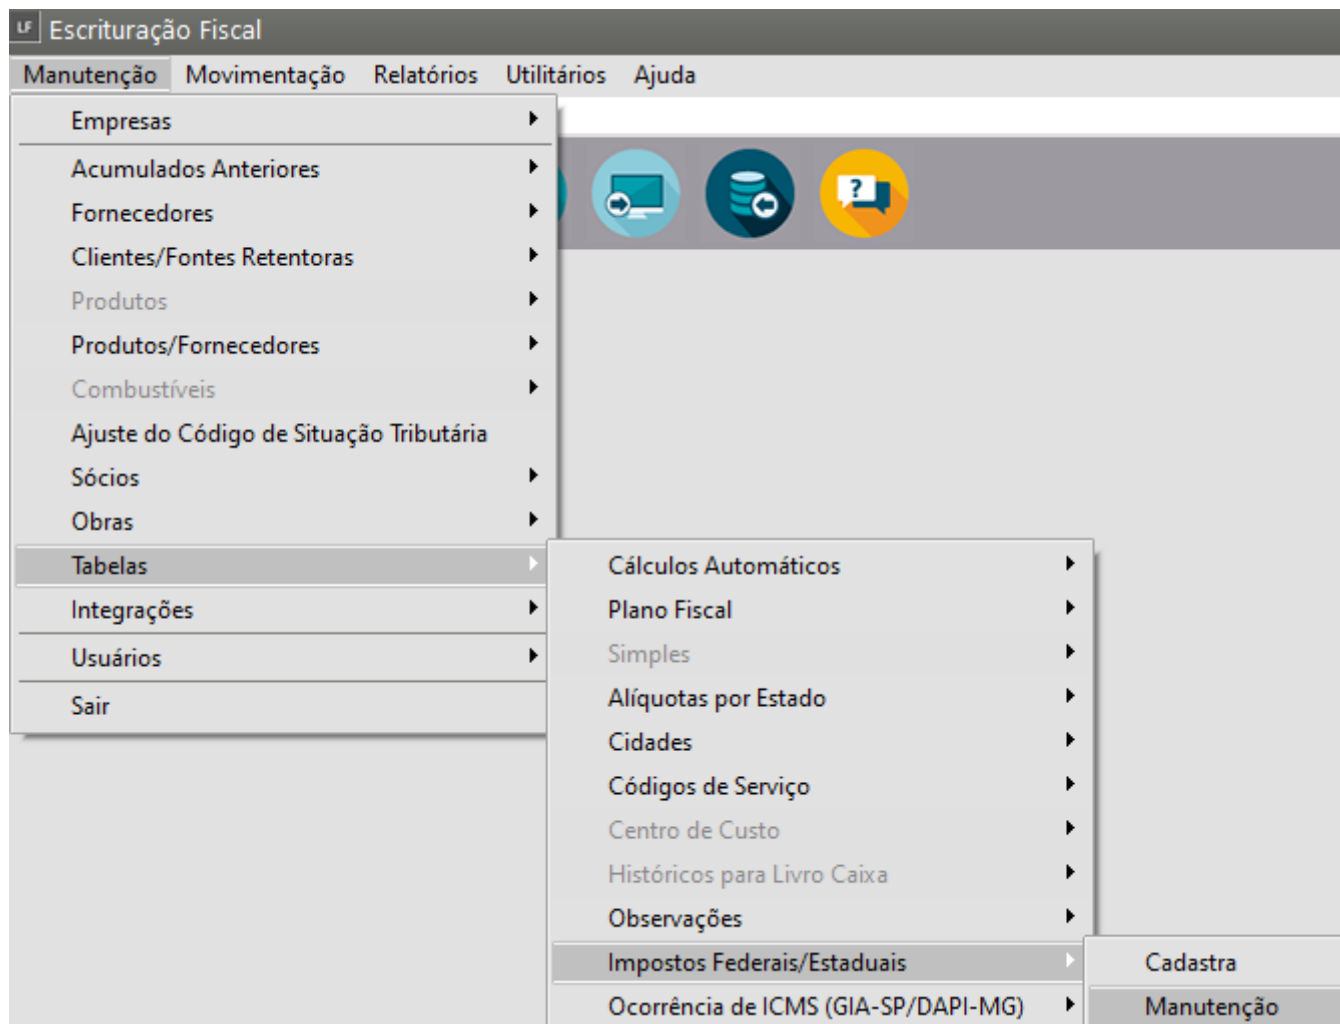 LF Escrituração Fiscal
Manutenção Movimentação Relatórios Utilitários Ajuda
Empresas
Acumulados Anteriores
Fornecedores
Clientes/Fontes Retentoras
Produtos
Produtos/Fornecedores
Combustíveis
Ajuste do Código de Situação Tributária
Sócios
Obras
Tabelas
Integrações
Usuários
Sair
Cálculos Automáticos
Plano Fiscal
Simples
Alíquotas por Estado
Cidades
Códigos de Serviço
Centro de Custo
Históricos para Livro Caixa
Observações
Impostos Federais/Estaduais
Ocorrência de ICMS (GIA-SP/DAPI-MG)
Cadastra
Manutenção